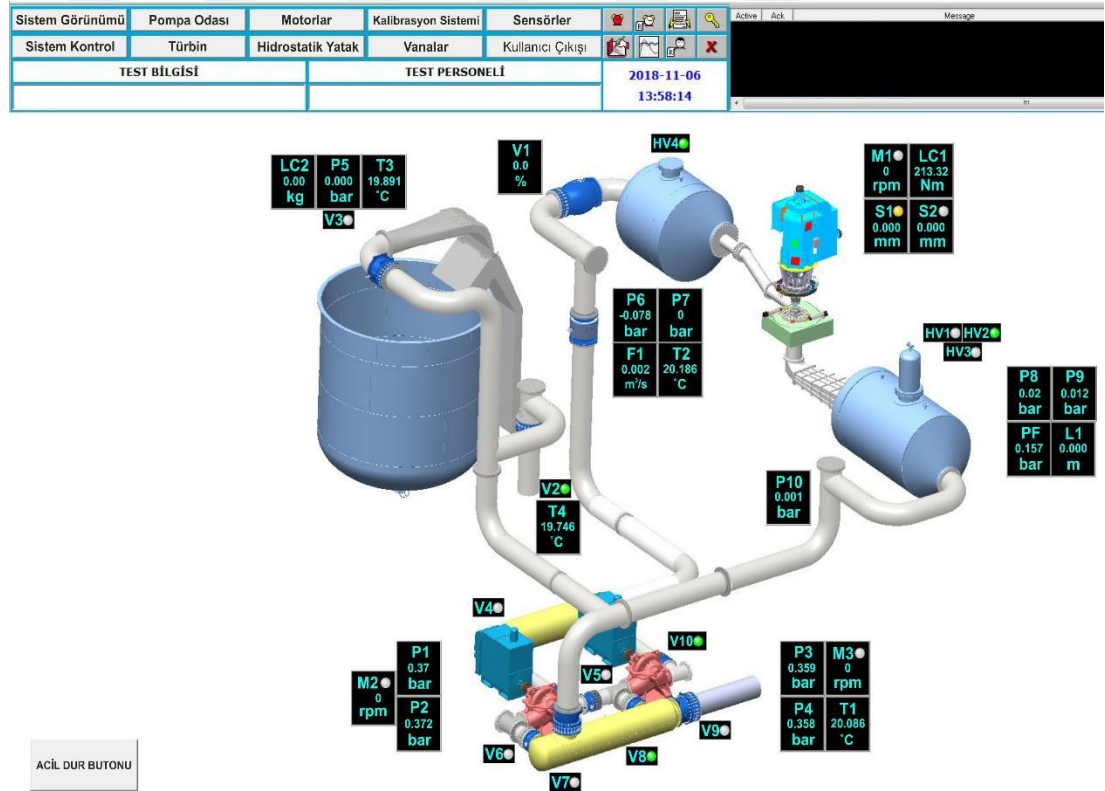 Sistem Görünümü Pompa Odası Motorlar Kalibrasyon Sistemi Sensörler
Active Ack Message
Sistem Kontrol Türbin Hidrostatik Yatak Vanalar Kullanıcı Çıkışı
TEST BİLGİSİ TEST PERSONELİ
2018-11-06
13:58:14
LC2 P5 T3
0.00 0.000 19.891
kg bar °C
V3
V1
0.0
%
HV4
M1 LC1
0 213.32
rpm Nm
S1 S2
0.000 0.000
mm mm
P6 P7
-0.078 0
bar bar
F1 T2
0.002 20.186
m³/s °C
HV1 HV2
HV3
P8 P9
0.02 0.012
bar bar
PF L1
0.157 0.000
bar m
P10
0.001
bar
V2
T4
19.746
°C
V4
V10
V5
P1
0.37
bar
M2
0
rpm
P2
0.372
bar
P3 M3
0.359 0
bar rpm
P4 T1
0.358 20.086
bar °C
V6
V7
V8
V9
ACİL DUR BUTONU